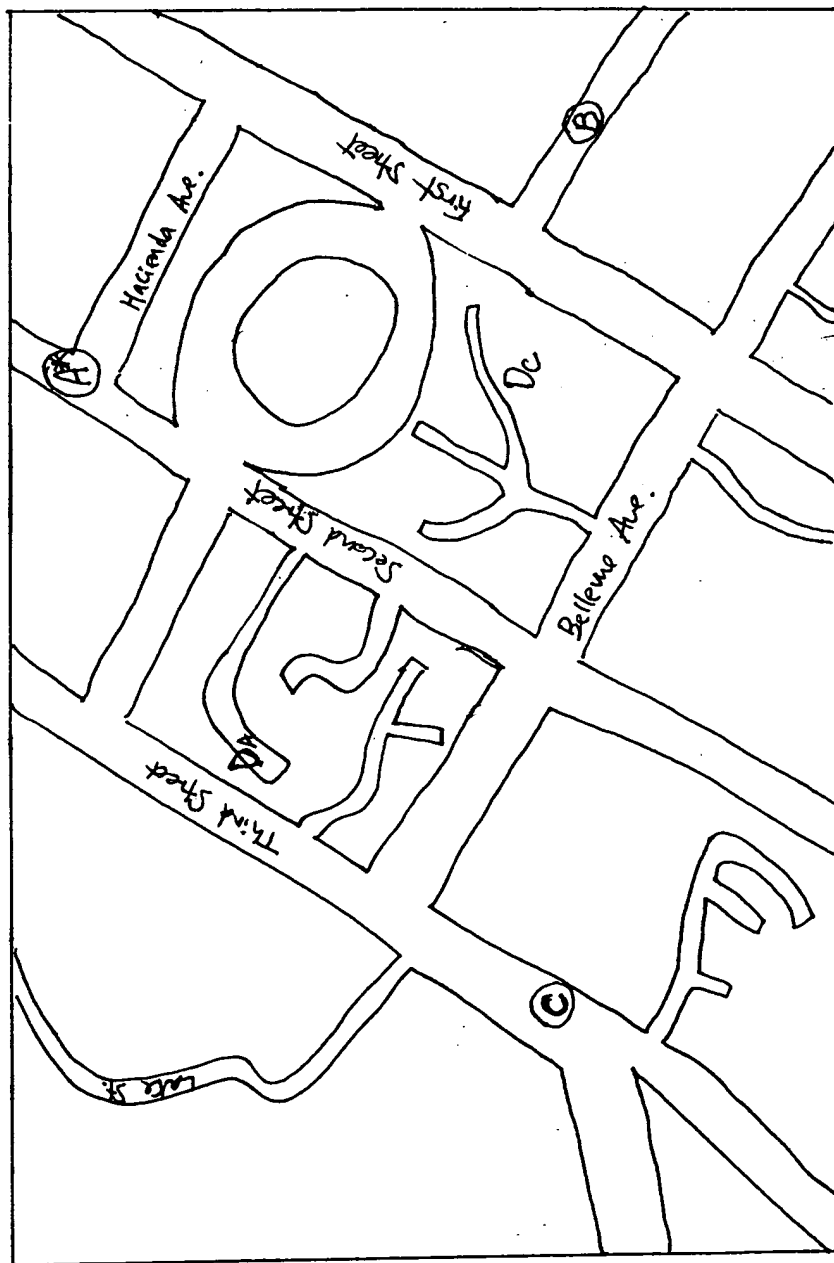 B
First Street
Hacienda Ave.
A
Dc
Second Street
Bellevue Ave.
Third Street
C
Lake St.